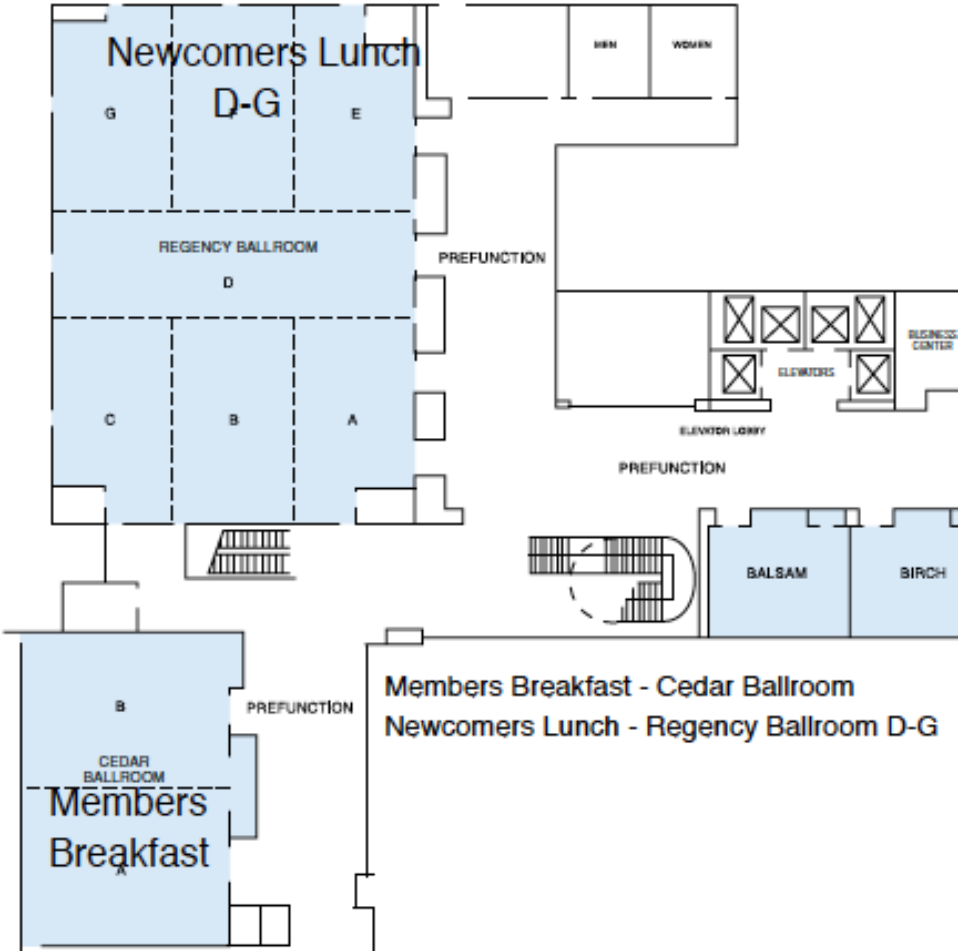 Newcomers Lunch
D-G
MEN
WOMEN
G
F
E
REGENCY BALLROOM
D
PREFUNCTION
BUSINESS
CENTER
ELEVATORS
C
B
A
ELEVATOR LOBBY
PREFUNCTION
BALSAM
BIRCH
B
PREFUNCTION
CEDAR
BALLROOM
Members
Breakfast
A
Members Breakfast - Cedar Ballroom
Newcomers Lunch - Regency Ballroom D-G